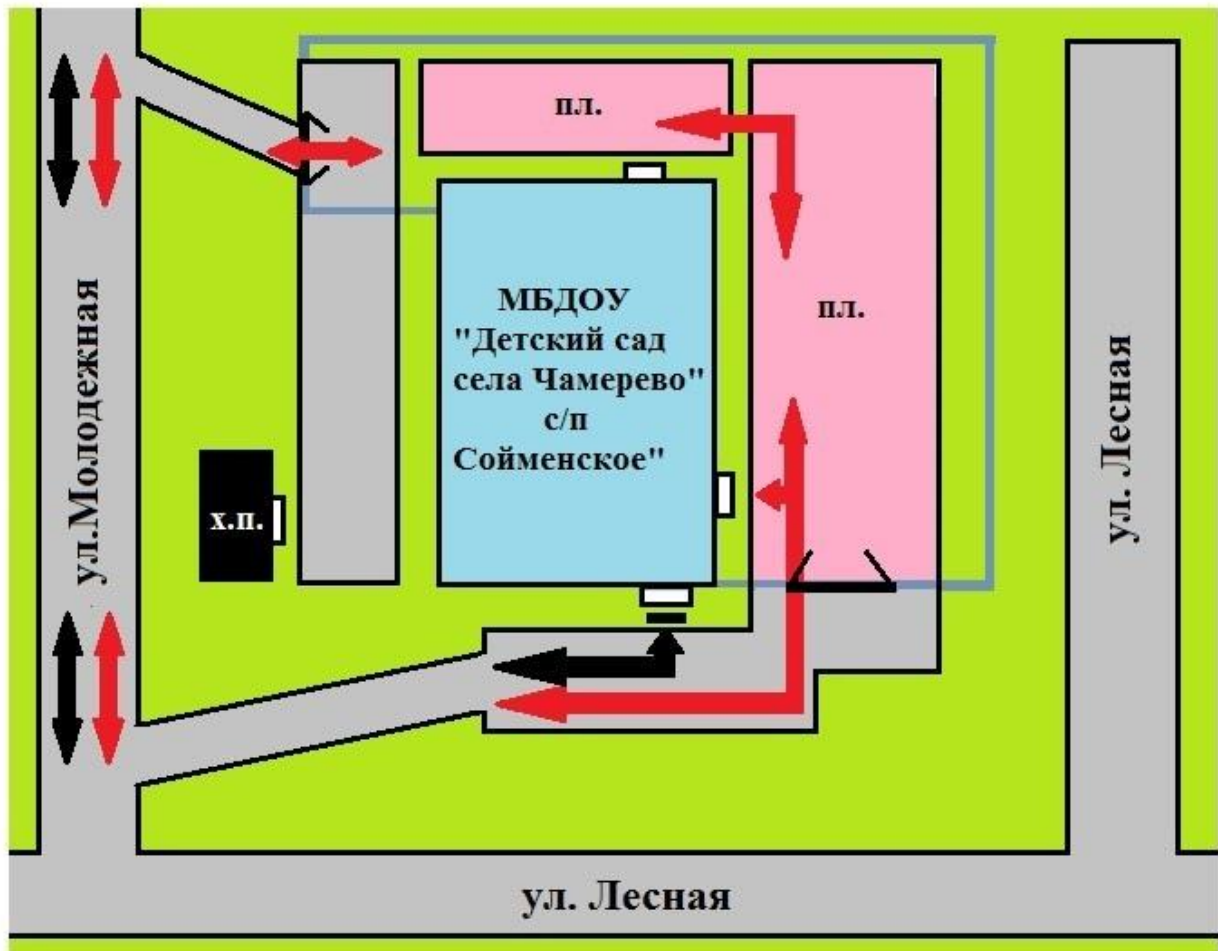 пл.
пл.
МБДОУ
"Детский сад
села Чамерево"
с/п
Сойменское"
х.п.
ул.Молодежная
ул. Лесная
ул. Лесная